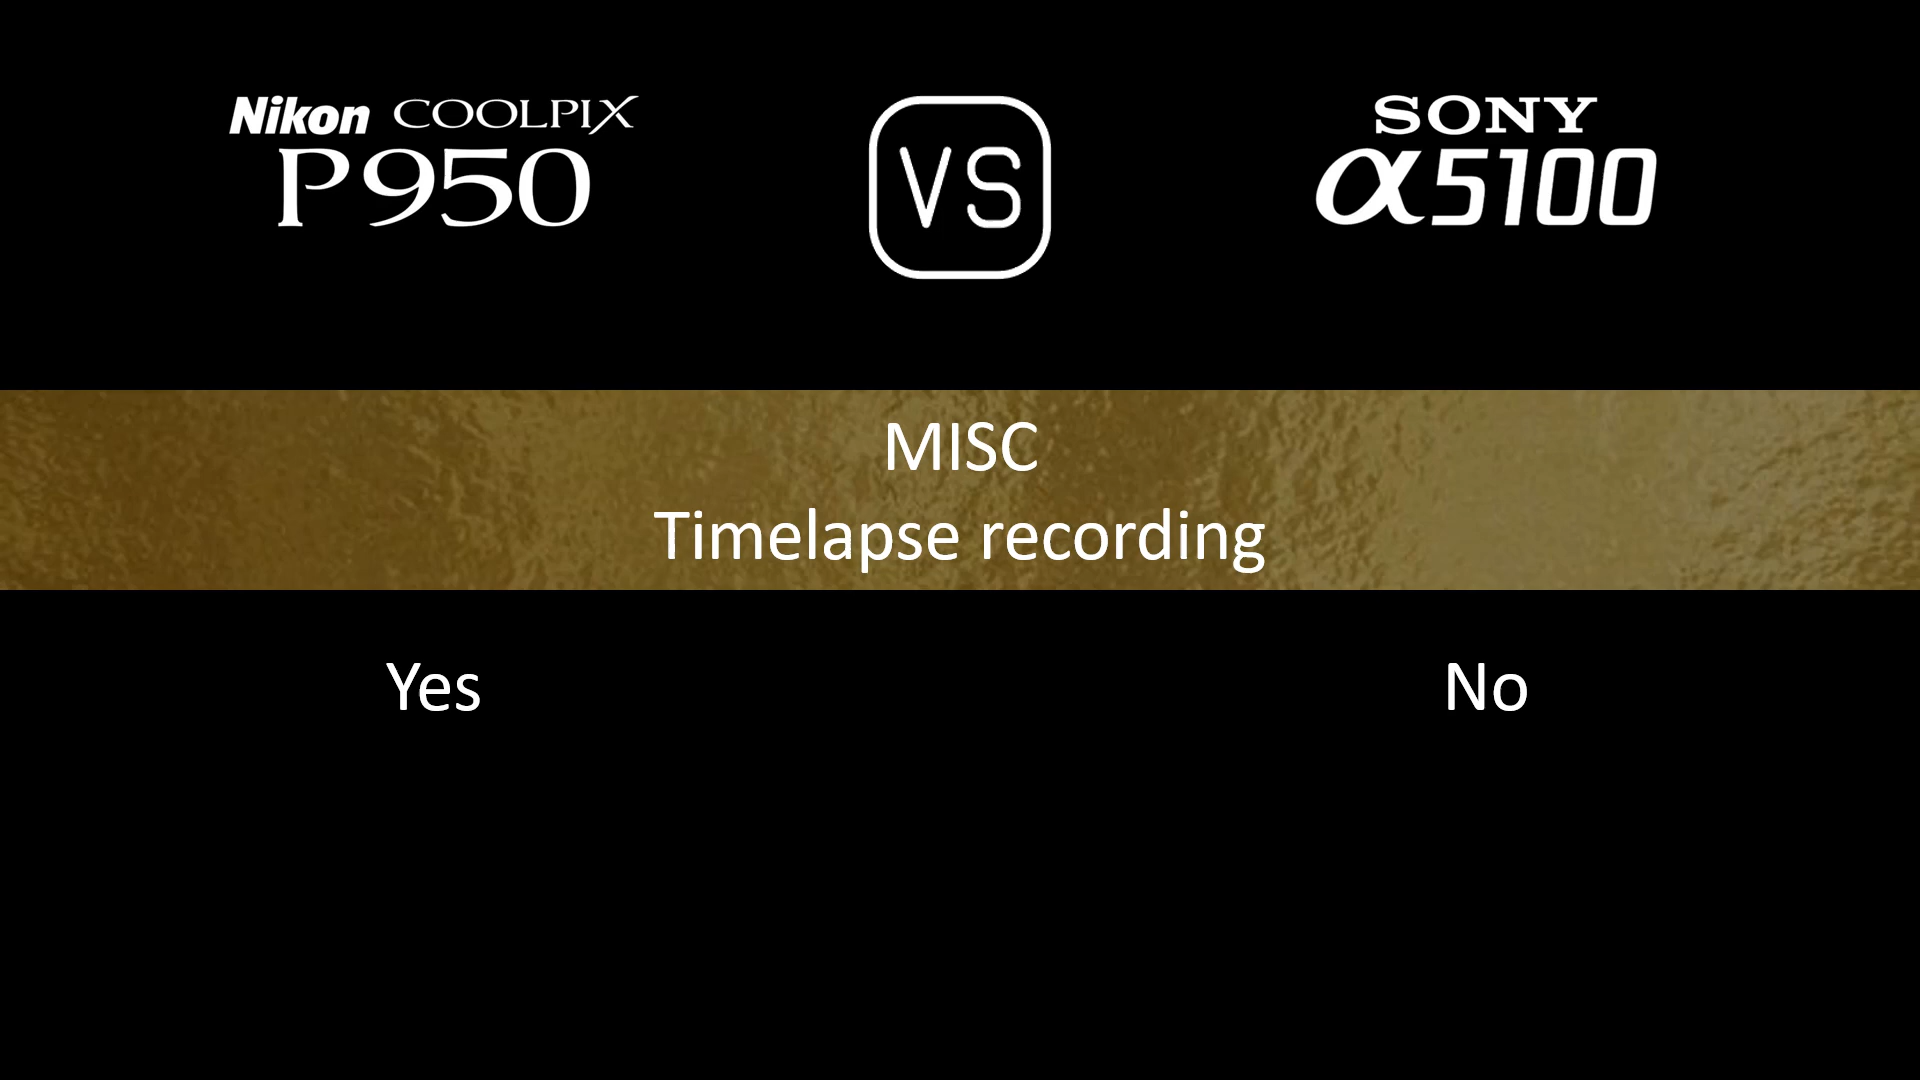 Nikon COOLPIX
P950
VS
SONY
α5100
MISC
Timelapse recording
Yes
No